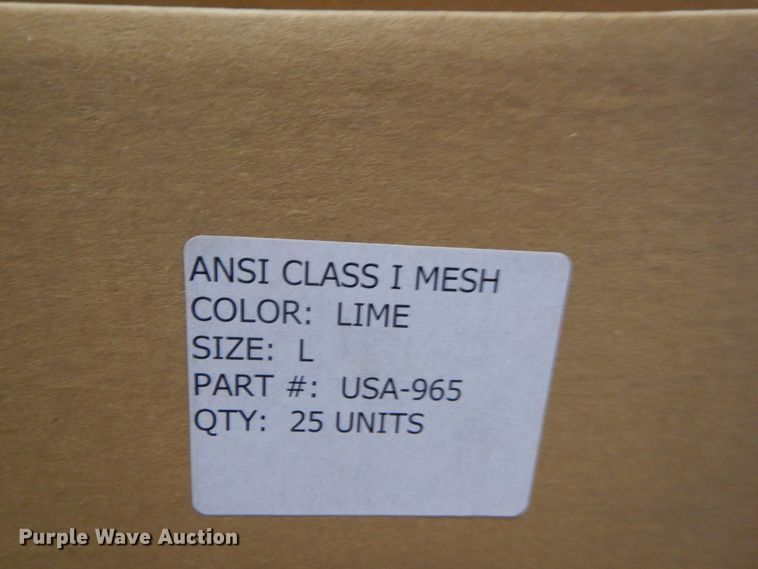 ANSI CLASS I MESH
COLOR: LIME
SIZE: L
PART #: USA-965
QTY: 25 UNITS
Purple Wave Auction